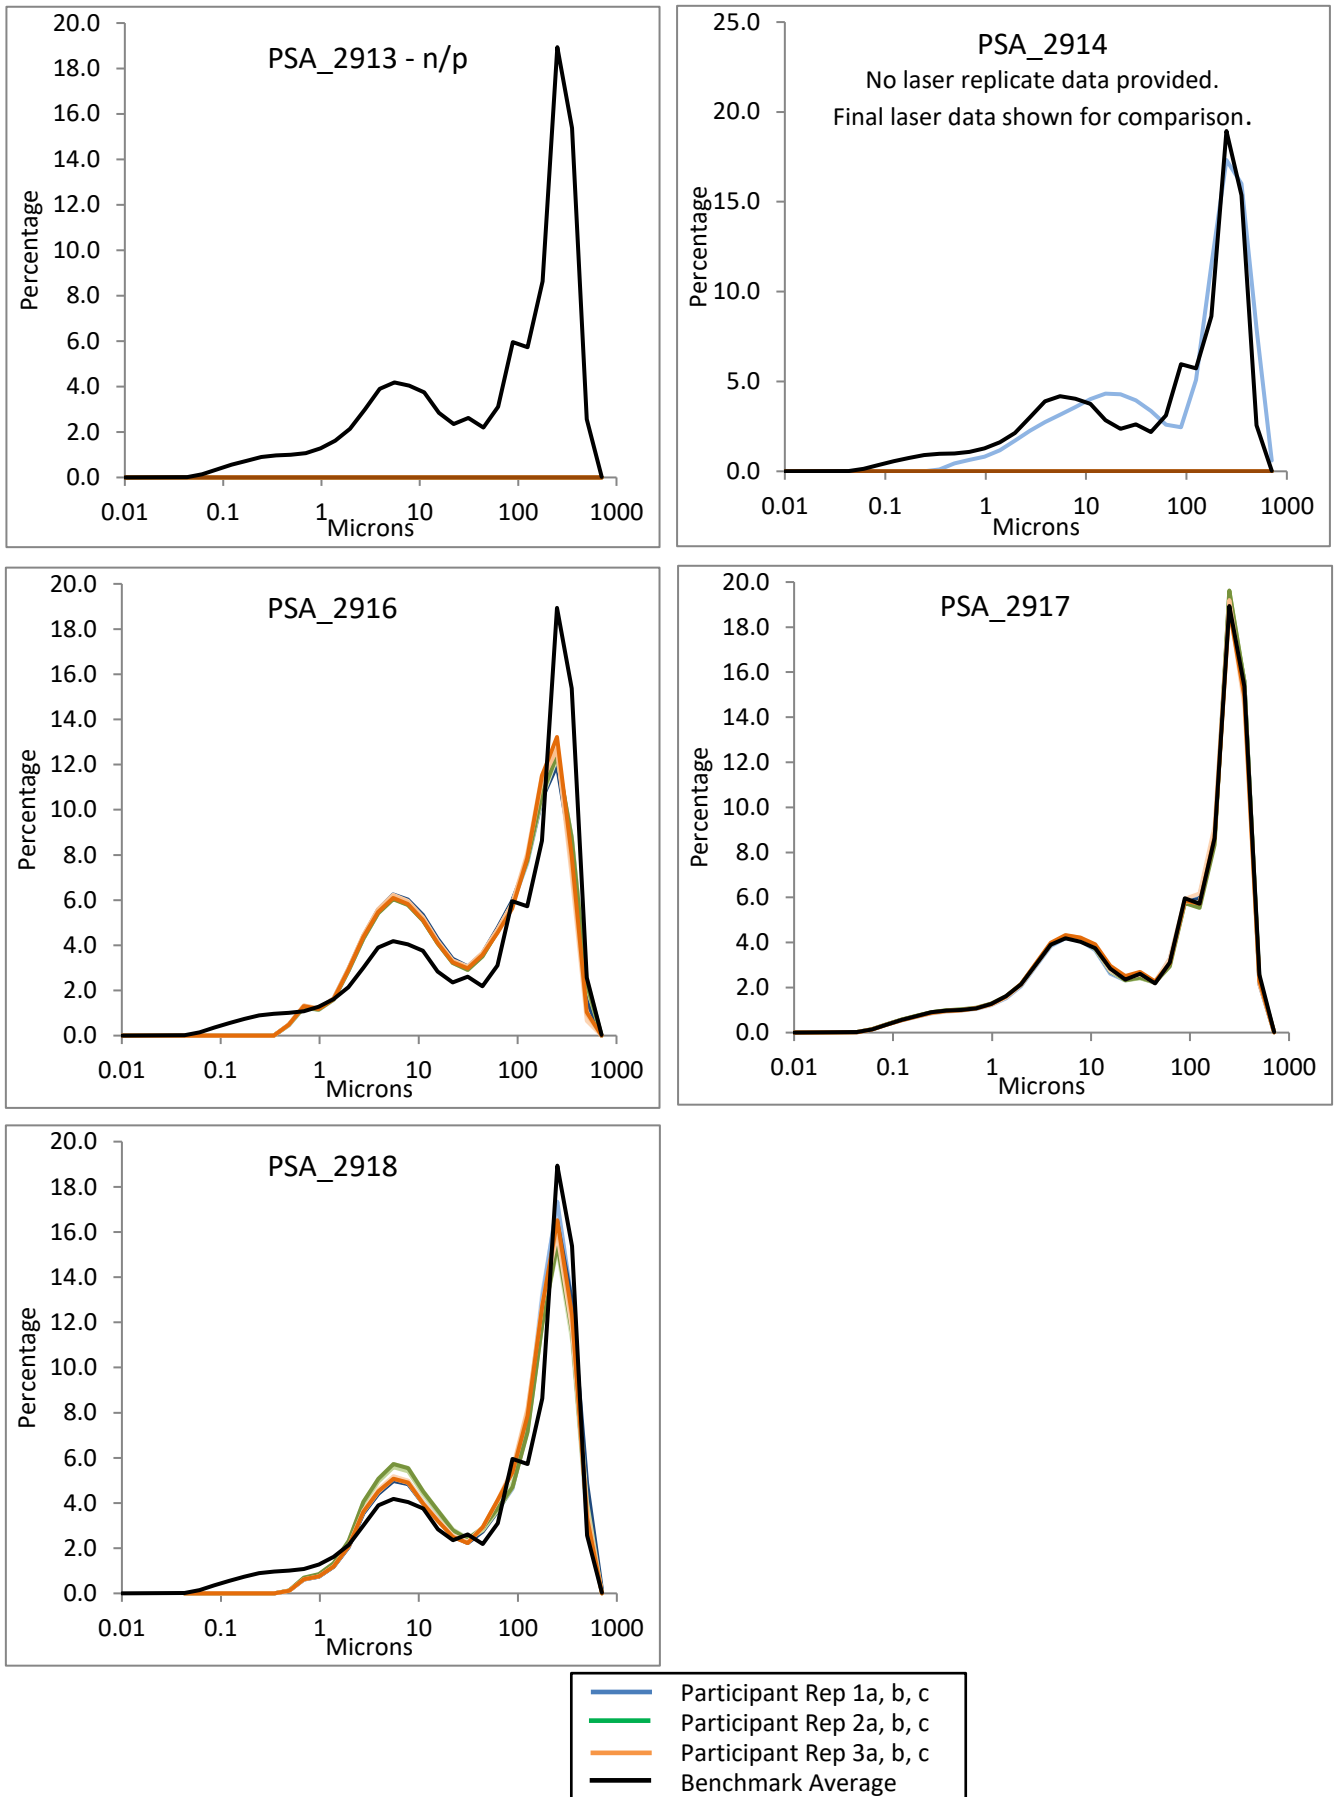 PSA_2913 - n/p
Percentage
20.0
18.0
16.0
14.0
12.0
10.0
8.0
6.0
4.0
2.0
0.0
0.01 0.1 1 10 100 1000
Microns
PSA_2914
No laser replicate data provided.
Final laser data shown for comparison.
Percentage
25.0
20.0
15.0
10.0
5.0
0.0
0.01 0.1 1 10 100 1000
Microns
PSA_2916
Percentage
20.0
18.0
16.0
14.0
12.0
10.0
8.0
6.0
4.0
2.0
0.0
0.01 0.1 1 10 100 1000
Microns
PSA_2917
Percentage
20.0
18.0
16.0
14.0
12.0
10.0
8.0
6.0
4.0
2.0
0.0
0.01 0.1 1 10 100 1000
Microns
PSA_2918
Percentage
20.0
18.0
16.0
14.0
12.0
10.0
8.0
6.0
4.0
2.0
0.0
0.01 0.1 1 10 100 1000
Microns
Participant Rep 1a, b, c
Participant Rep 2a, b, c
Participant Rep 3a, b, c
Benchmark Average